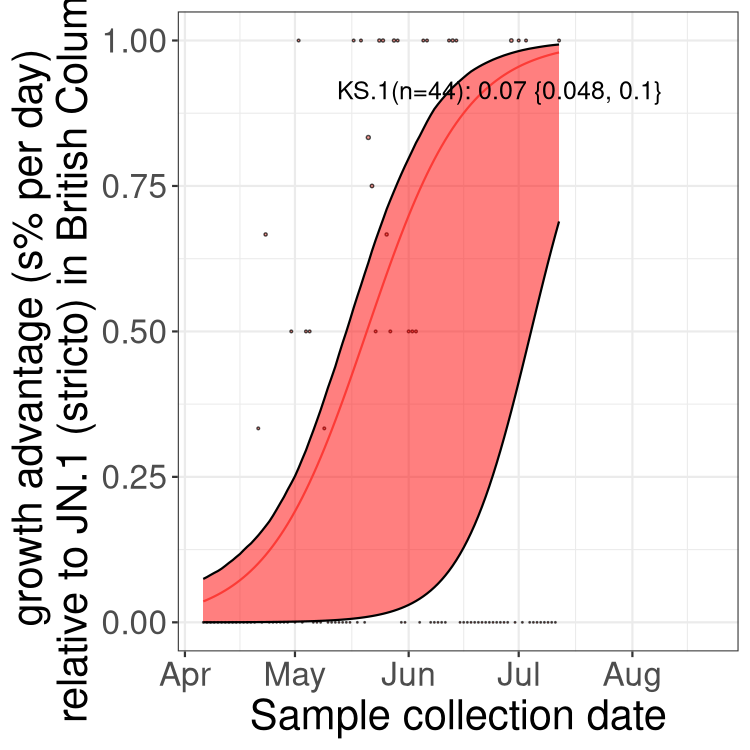 growth advantage (s% per day)
relative to JN.1 (stricto) in British Colum
1.00
0.75
0.50
0.25
0.00
KS.1(n=44): 0.07 {0.048, 0.1}
Apr May Jun Jul Aug
Sample collection date